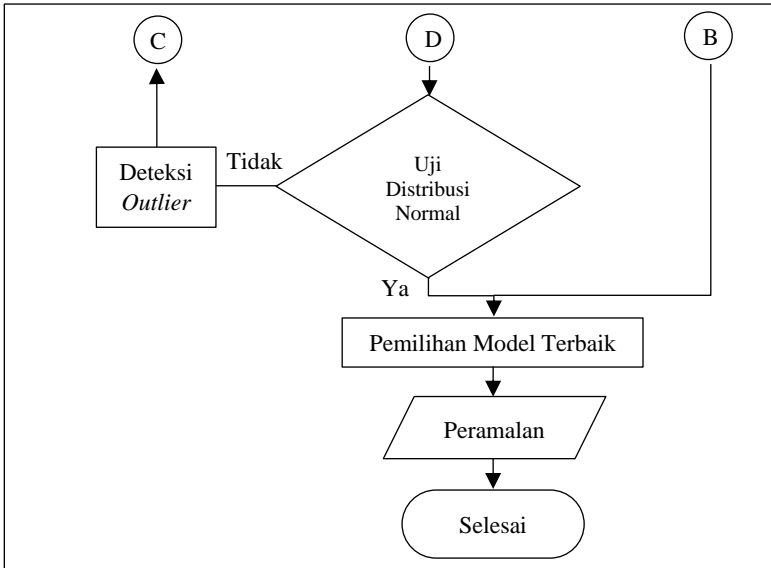 C
D
B
Deteksi
Outlier
Tidak
Uji
Distribusi
Normal
Ya
Pemilihan Model Terbaik
Peramalan
Selesai